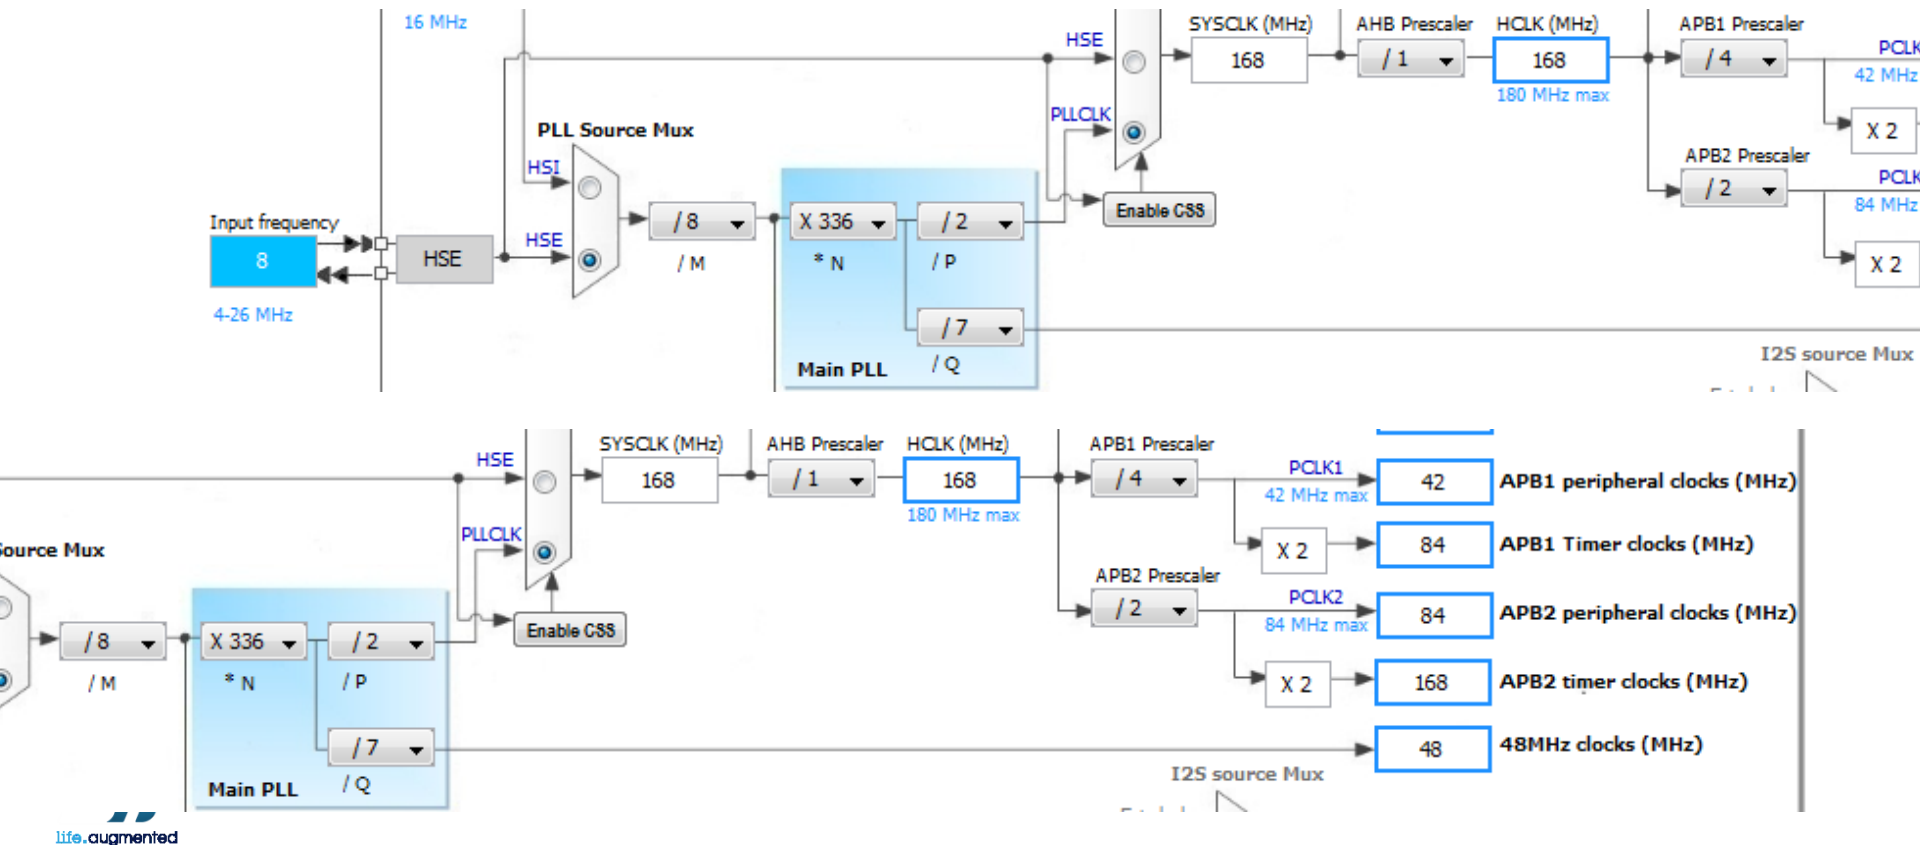 16 MHz
SYSCLK (MHz) AHB Prescaler HCLK (MHz) APB1 Prescaler
HSE
168 / 1 168 / 4
PCLK
180 MHz max
42 MHz
PLLCLK
PLL Source Mux
X 2
HSI
APB2 Prescaler
/ 2
PCLK
84 MHz
Enable CSS
Input frequency
/ 8 X 336 / 2
HSE
8 HSE
/ M * N / P
X 2
4-26 MHz
/ 7
I2S source Mux
Main PLL / Q
SYSCLK (MHz) AHB Prescaler HCLK (MHz) APB1 Prescaler
HSE
168 / 1 168 / 4
PCLK1
42 MHz max
42 APB1 peripheral clocks (MHz)
180 MHz max
PLLCLK
Source Mux
X 2 84 APB1 Timer clocks (MHz)
APB2 Prescaler
/ 2
PCLK2
84 MHz max
84 APB2 peripheral clocks (MHz)
Enable CSS
/ 8 X 336 / 2
/ M * N / P
X 2 168 APB2 timer clocks (MHz)
/ 7
48 48MHz clocks (MHz)
I2S source Mux
Main PLL / Q
life.augmented